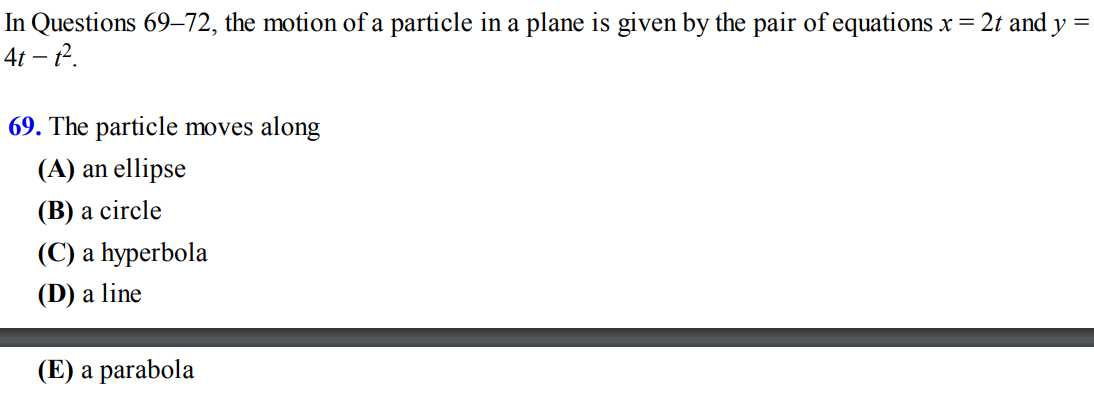 In Questions 69–72, the motion of a particle in a plane is given by the pair of equations x = 2t and y =
4t – t².
69. The particle moves along
(A) an ellipse
(B) a circle
(C) a hyperbola
(D) a line
(E) a parabola